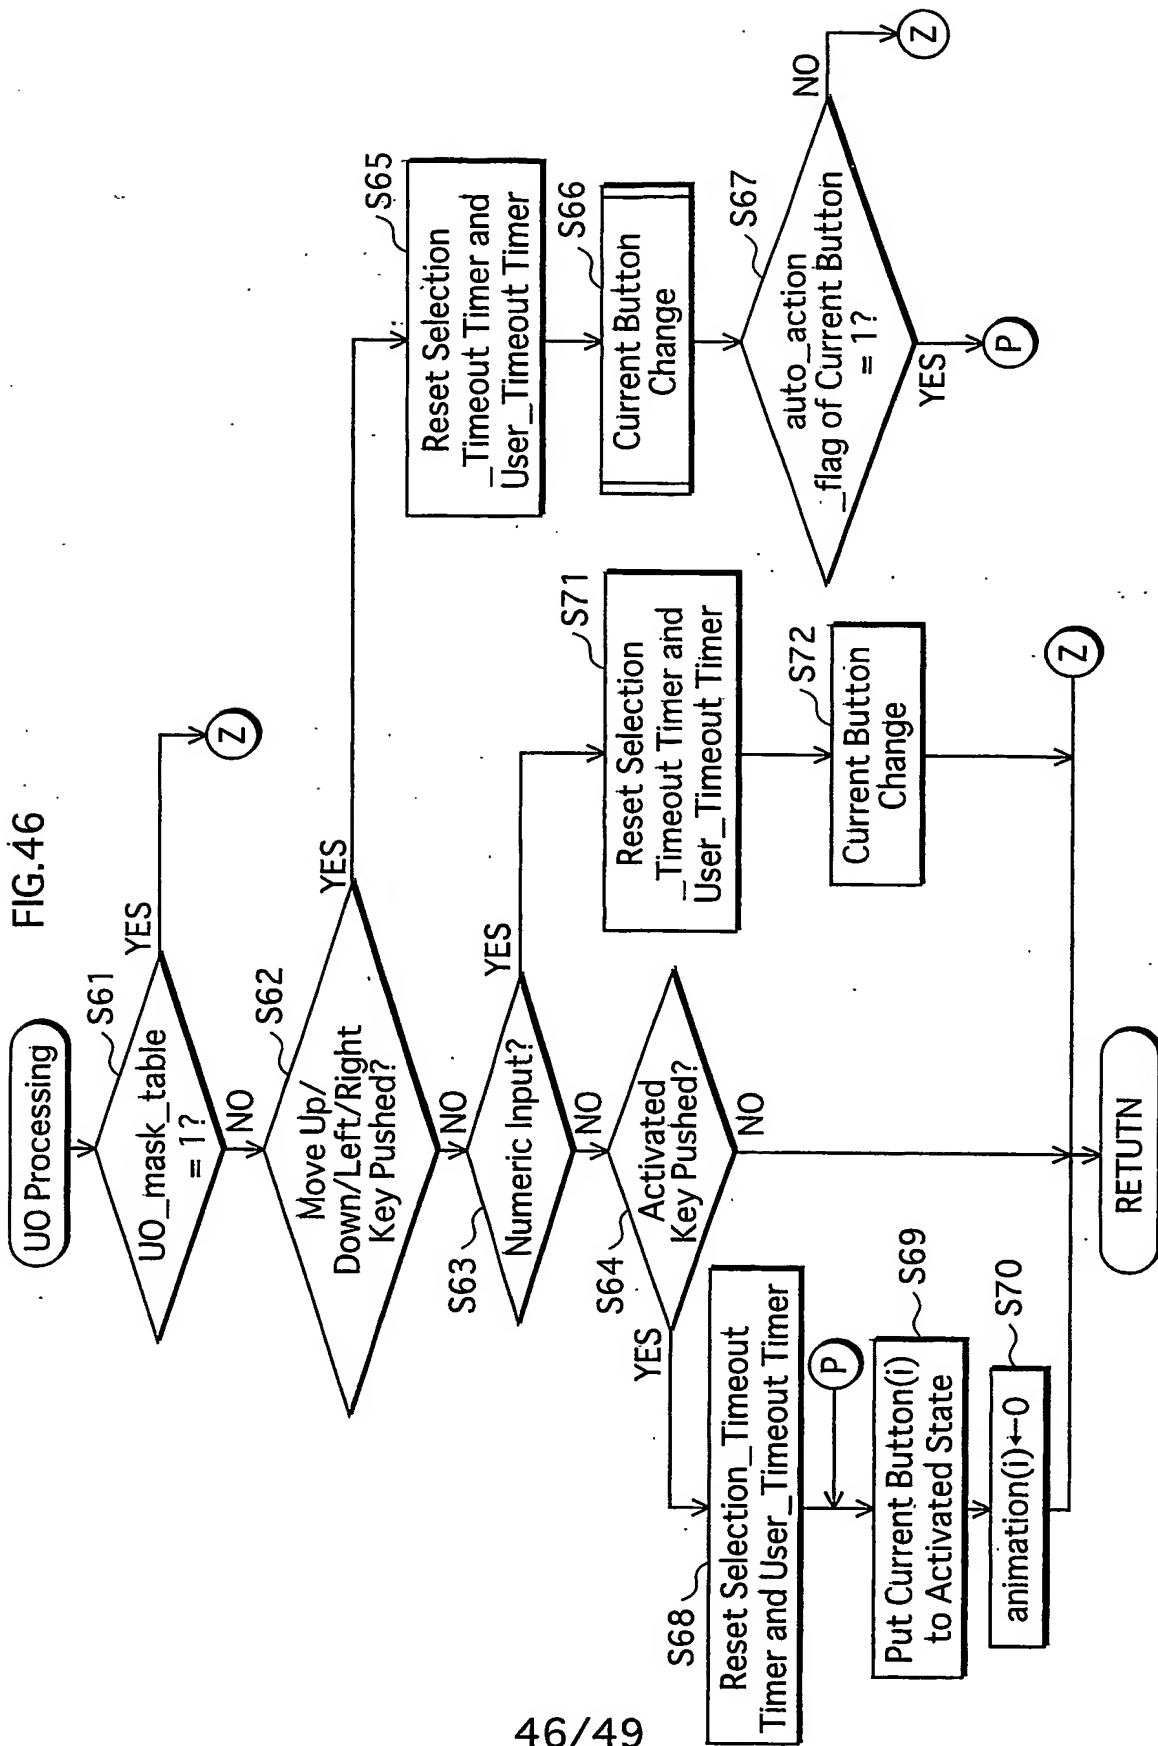 FIG.46
UO Processing
S61
UO_mask_table
= 1?
YES
Z
NO
S62
Move Up/
Down/Left/Right
Key Pushed?
YES
NO
S63
Numeric Input?
YES
NO
S64
Activated
Key Pushed?
YES
NO
S65
Reset Selection
_Timeout Timer and
User_Timeout Timer
S66
Current Button
Change
S67
auto_action
_flag of Current Button
= 1?
NO
Z
YES
P
S71
Reset Selection
_Timeout Timer and
User_Timeout Timer
S72
Current Button
Change
Z
S68
Reset Selection_Timeout
Timer and User_Timeout Timer
P
S69
Put Current Button(i)
to Activated State
S70
animation(i)←0
RETUTN
46/49